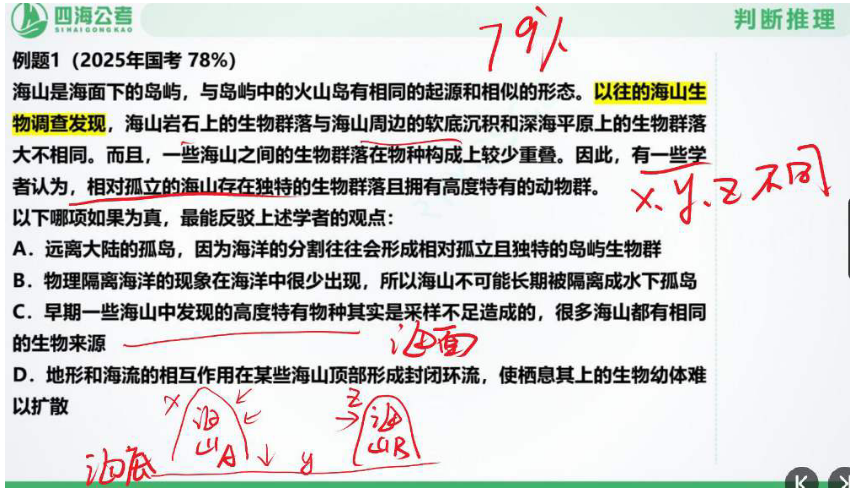 四海公考
SIHAIGONGKAO
判断推理
79%
例题1（2025年国考 78%）
海山是海面下的岛屿，与岛屿中的火山岛有相同的起源和相似的形态。以往的海山生
物调查发现，海山岩石上的生物群落与海山周边的软底沉积和深海平原上的生物群落
大不相同。而且，一些海山之间的生物群落在物种构成上较少重叠。因此，有一些学
者认为，相对孤立的海山存在独特的生物群落且拥有高度特有的动物群。
x、y、z不同
以下哪项如果为真，最能反驳上述学者的观点：
A．远离大陆的孤岛，因为海洋的分割往往会形成相对孤立且独特的岛屿生物群
B．物理隔离海洋的现象在海洋中很少出现，所以海山不可能长期被隔离成水下孤岛
C．早期一些海山中发现的高度特有物种其实是采样不足造成的，很多海山都有相同
的生物来源
海面
D．地形和海流的相互作用在某些海山顶部形成封闭环流，使栖息其上的生物幼体难
以扩散
x
海山A
z
海山B
海底
y